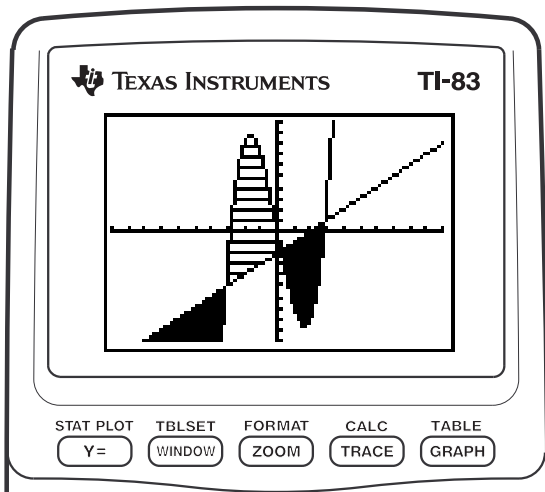 TEXAS INSTRUMENTS TI-83
STAT PLOT TBLSET FORMAT CALC TABLE
Y= WINDOW ZOOM TRACE GRAPH